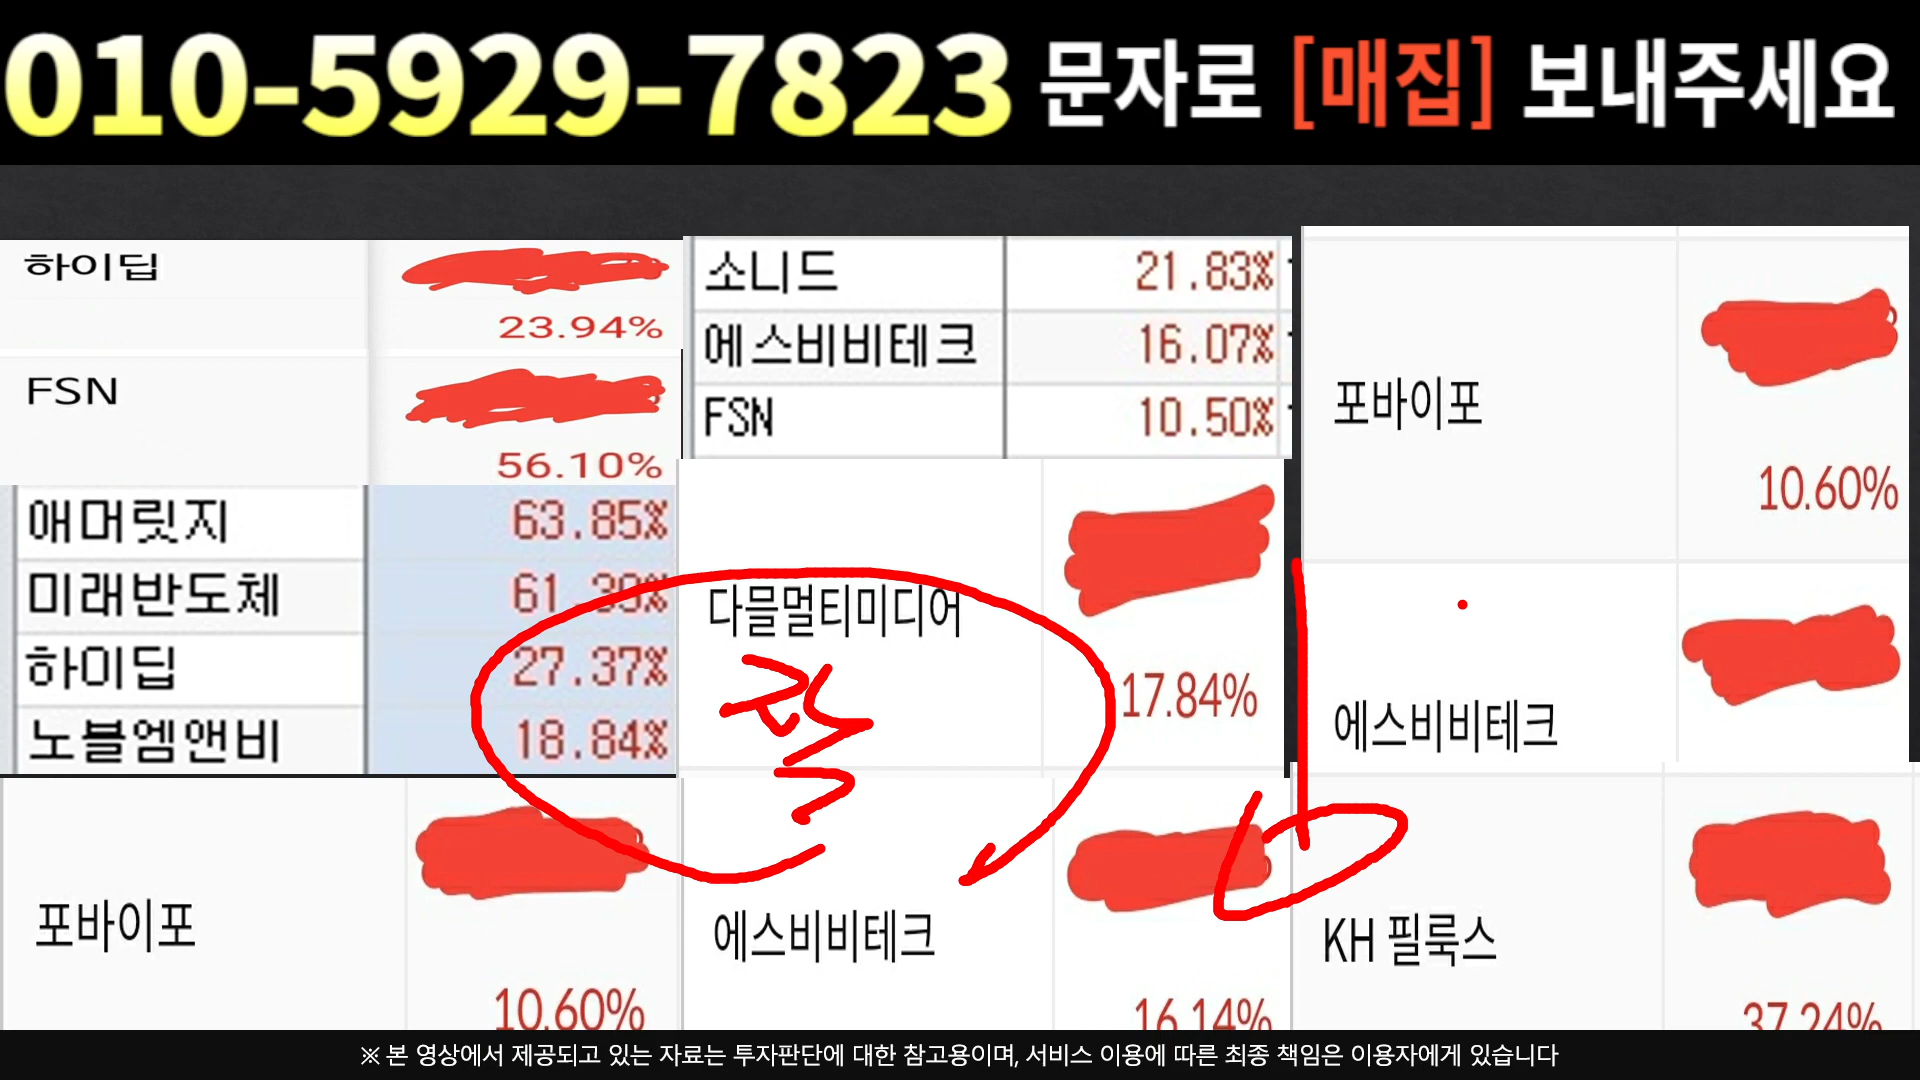 010-5929-7823 문자로 [매집] 보내주세요
하이딥
23.94%
FSN
56.10%
애머릿지 63.85%
미래반도체 61.39%
하이딥 27.37%
노블엠앤비 18.84%
소니드 21.83%
에스비비테크 16.07%
FSN 10.50%
다믈멀티미디어
17.84%
포바이포
10.60%
에스비비테크
포바이포
10.60%
에스비비테크
16.14%
KH 필룩스
37.24%
※ 본 영상에서 제공되고 있는 자료는 투자판단에 대한 참고용이며, 서비스 이용에 따른 최종 책임은 이용자에게 있습니다